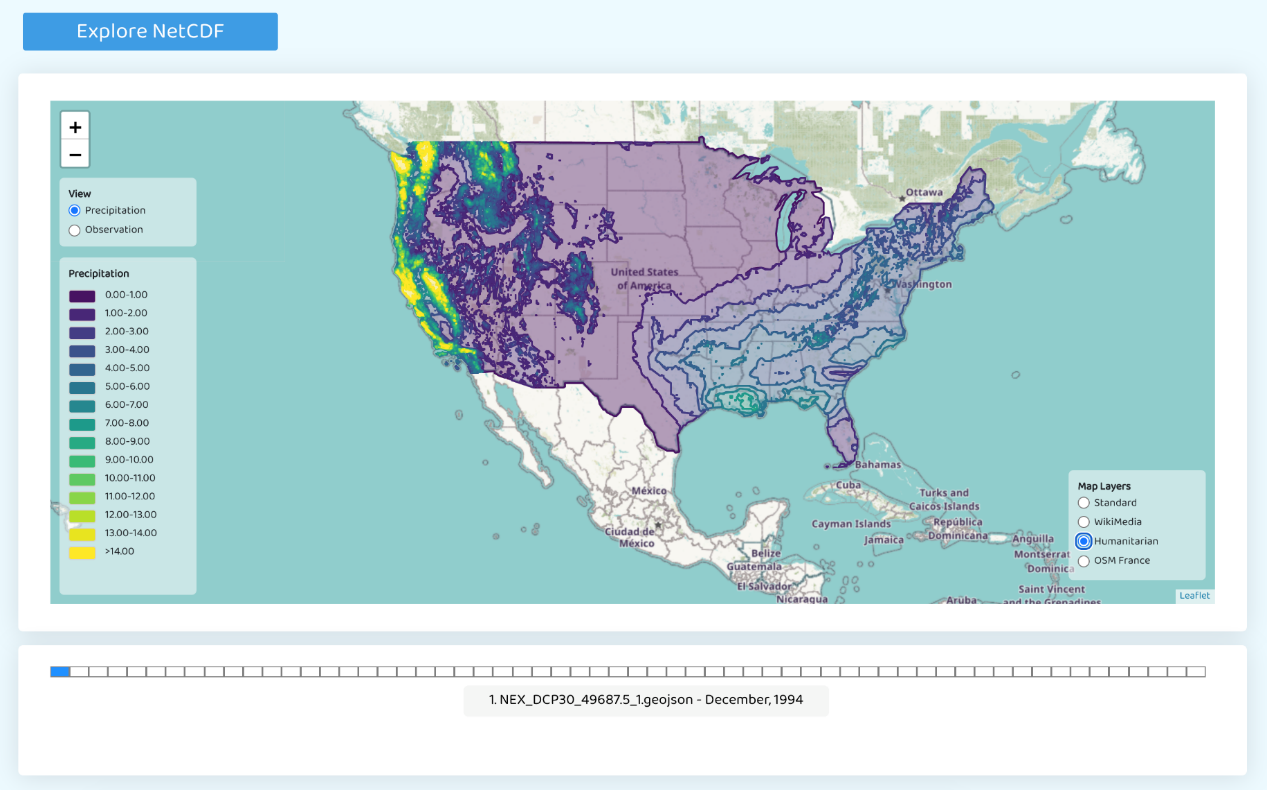 Explore NetCDF
+
−
View
Precipitation
Observation
Precipitation
0.00-1.00
1.00-2.00
2.00-3.00
3.00-4.00
4.00-5.00
5.00-6.00
6.00-7.00
7.00-8.00
8.00-9.00
9.00-10.00
10.00-11.00
11.00-12.00
12.00-13.00
13.00-14.00
>14.00
Ottawa
United States
of America
Washington
Bahamas
Cuba
Turks and
Caicos Islands
México
Cayman Islands
República
Dominicana
Ciudad de
México
Jamaica
Anguilla
Belize
Montserrat
Guatemala
Dominica
El Salvador
Saint Vincent
and the Grenadines
Nicaragua
Aruba
Map Layers
Standard
WikiMedia
Humanitarian
OSM France
Leaflet
1. NEX_DCP30_49687.5_1.geojson - December, 1994